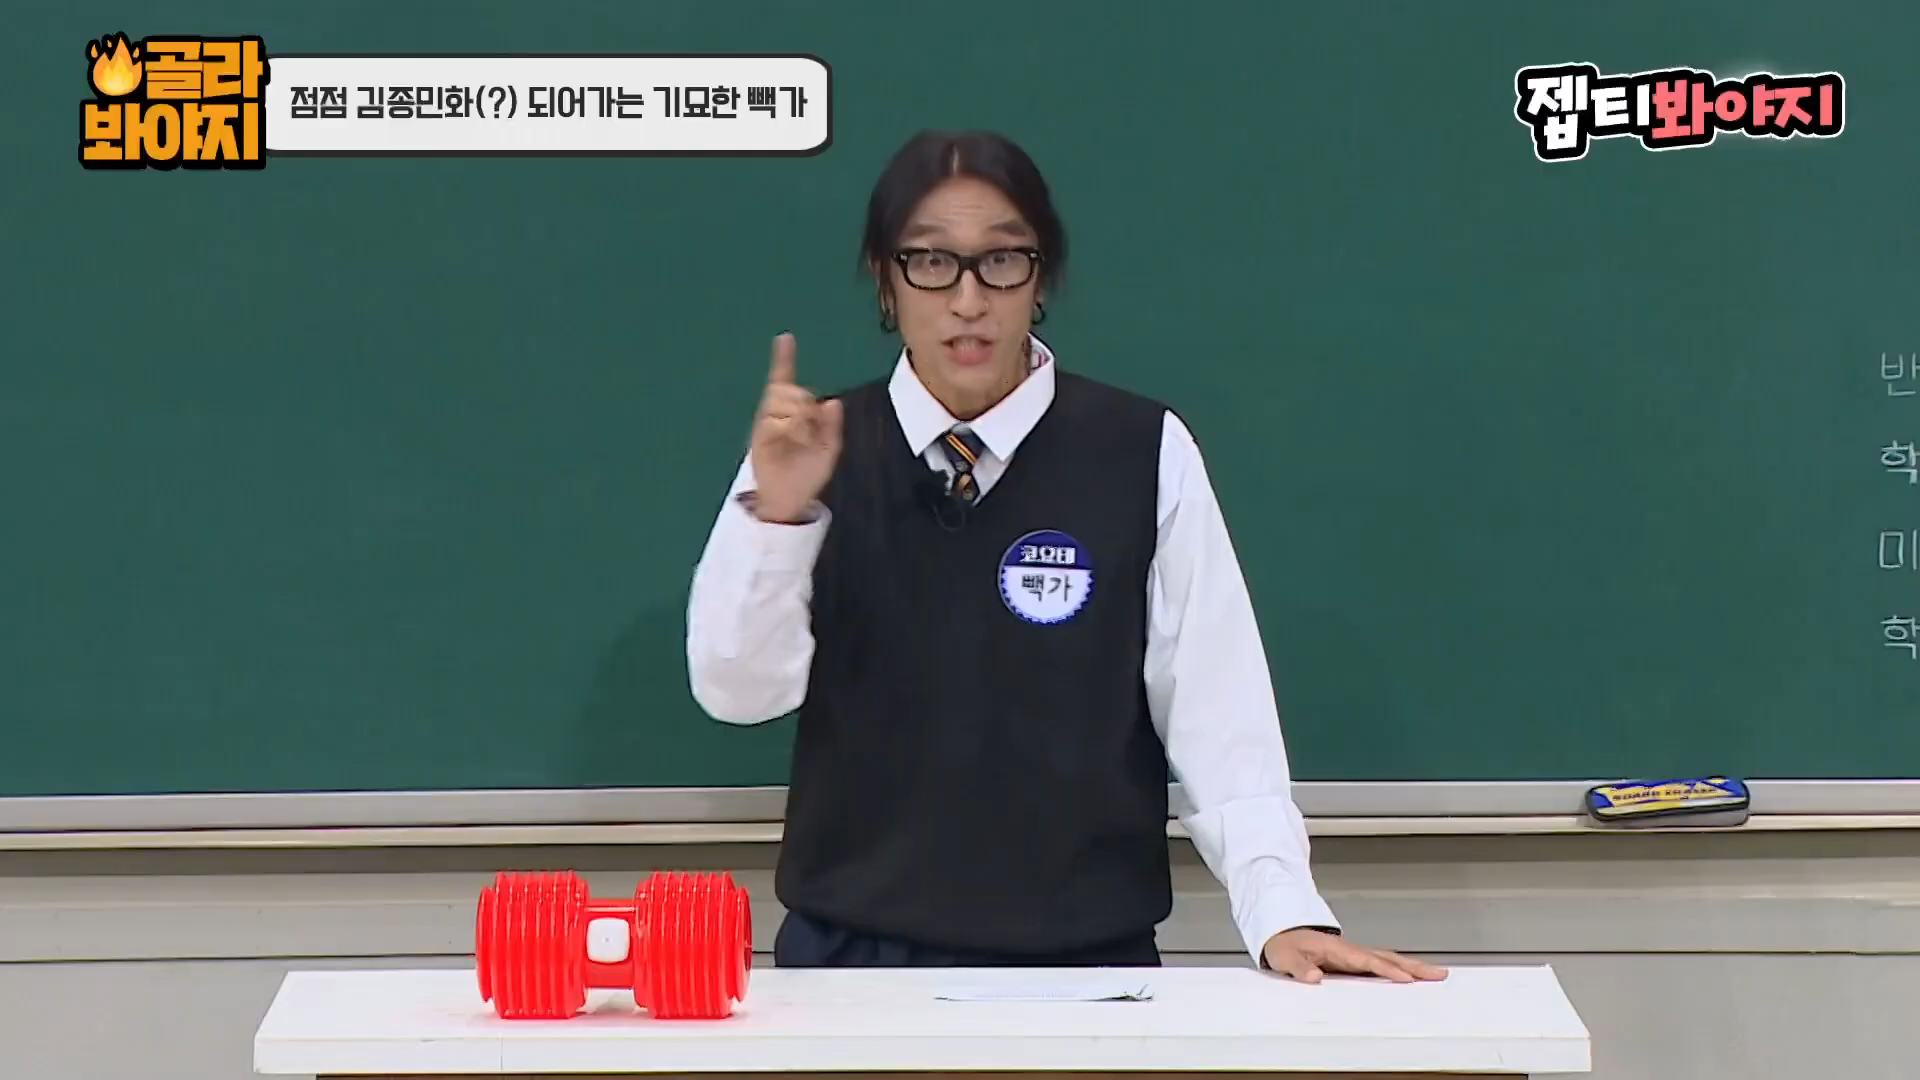 골라
봐야지
점점 김종민화(?) 되어가는 기묘한 빽가
젭티봐야지
코요태
빽가
반
학
미
학